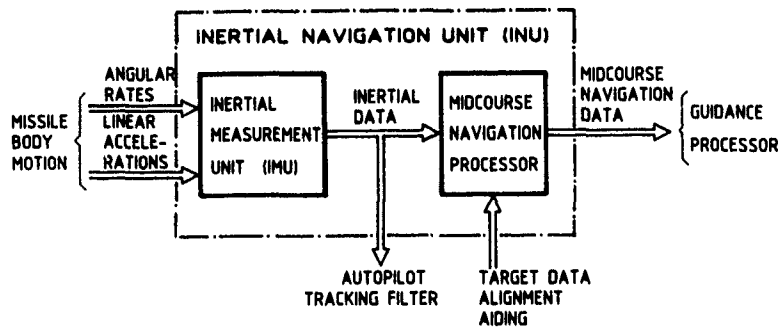 INERTIAL NAVIGATION UNIT (INU)
MISSILE
BODY
MOTION
ANGULAR
RATES
LINEAR
ACCELE-
RATIONS
INERTIAL
MEASUREMENT
UNIT (IMU)
INERTIAL
DATA
MIDCOURSE
NAVIGATION
PROCESSOR
MIDCOURSE
NAVIGATION
DATA
GUIDANCE
PROCESSOR
AUTOPILOT
TRACKING FILTER
TARGET DATA
ALIGNMENT
AIDING